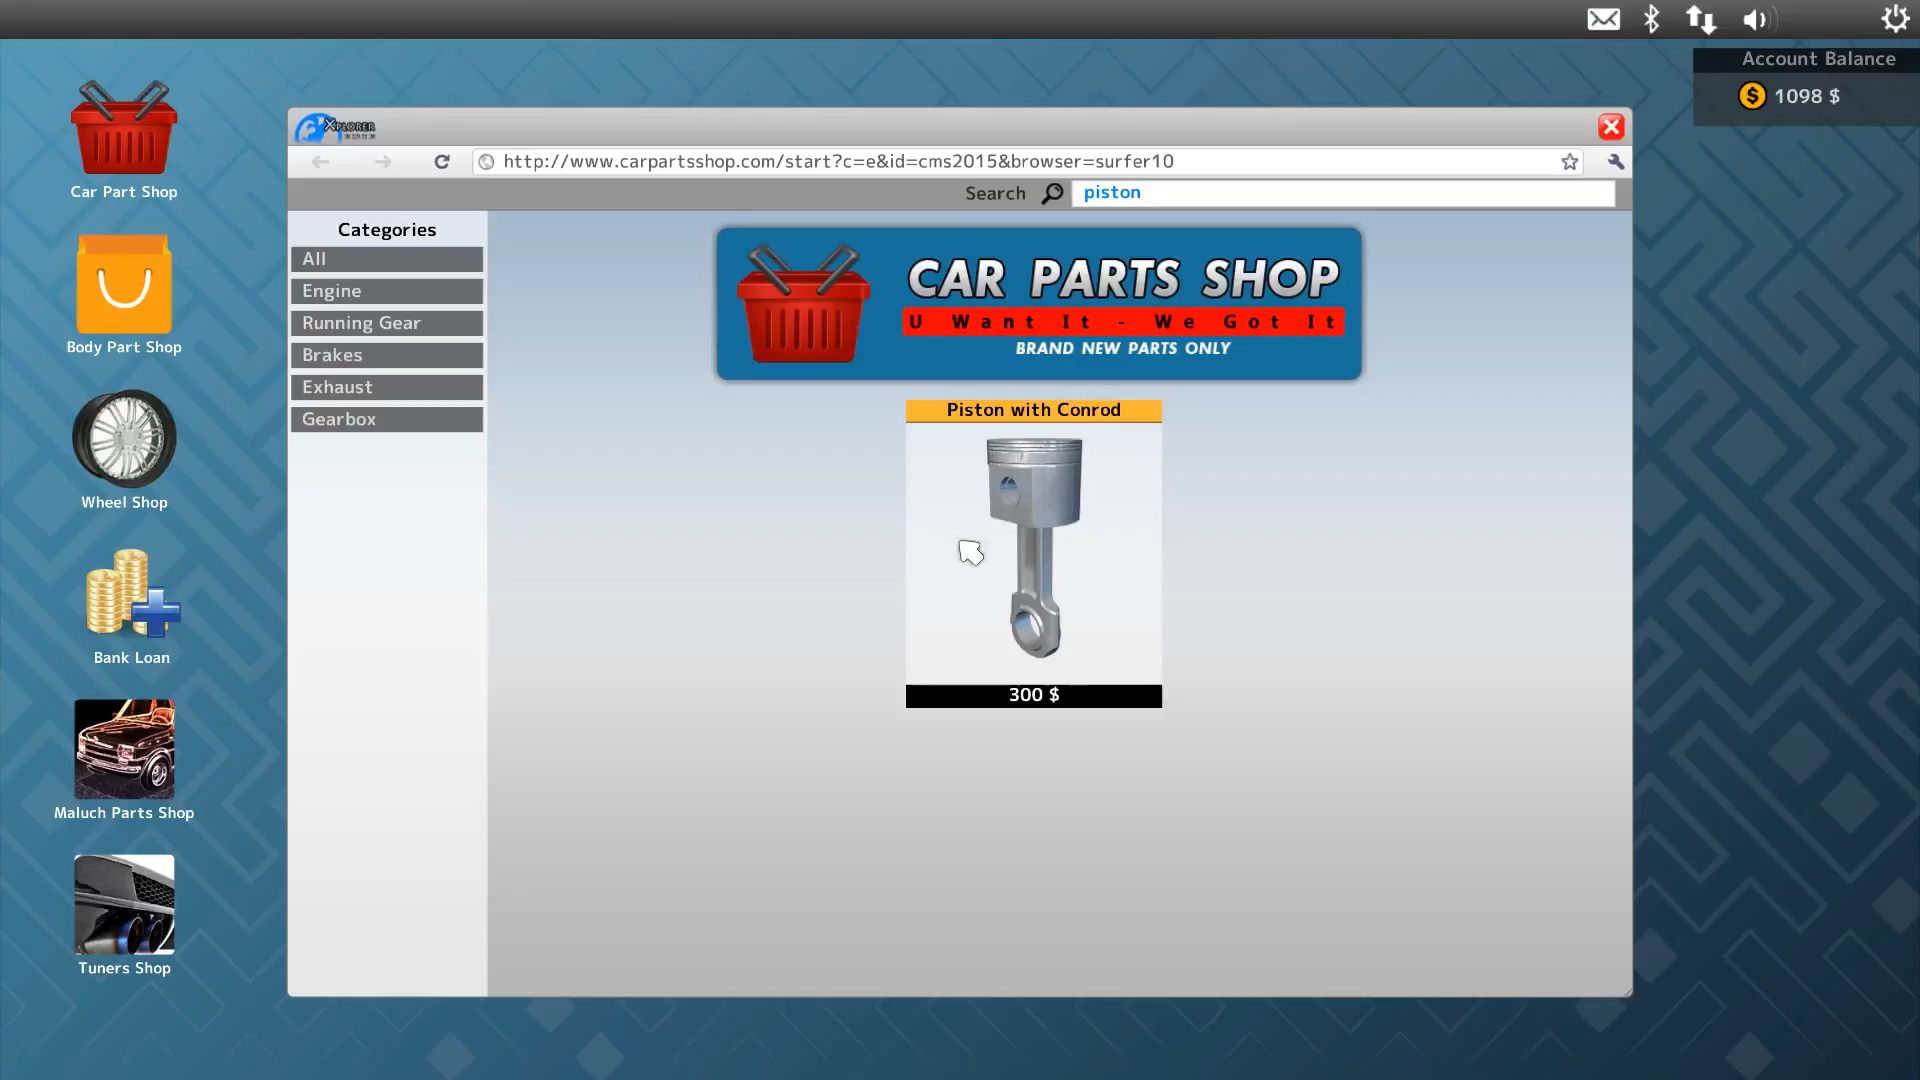 Account Balance
1098 $
Car Part Shop
Body Part Shop
Wheel Shop
Bank Loan
Maluch Parts Shop
Tuners Shop
XPLORER
http://www.carpartsshop.com/start?c=e&id=cms2015&browser=surfer10
Search piston
Categories
All
Engine
Running Gear
Brakes
Exhaust
Gearbox
CAR PARTS SHOP
U Want It - We Got It
BRAND NEW PARTS ONLY
Piston with Conrod
300 $